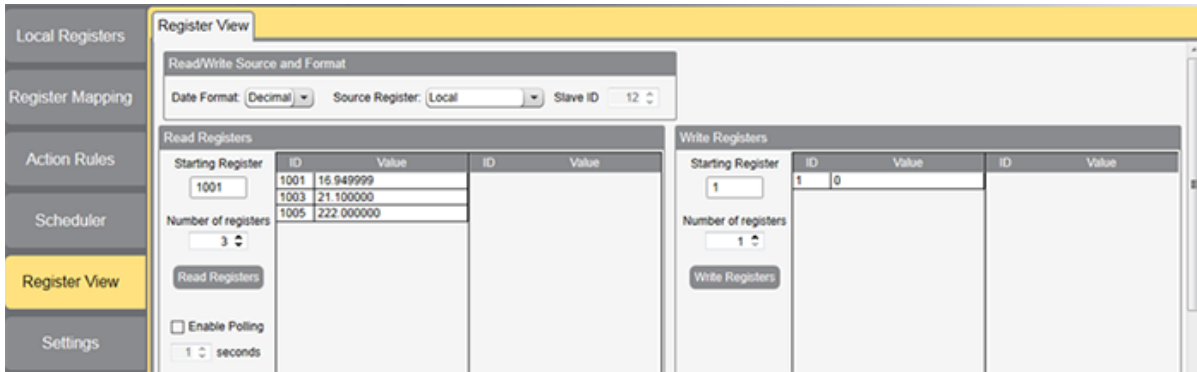 Local Registers
Register Mapping
Action Rules
Scheduler
Register View
Settings
Register View
Read/Write Source and Format
Date Format: Decimal Source Register: Local Slave ID 12
Read Registers
Starting Register
1001
Number of registers
3
Read Registers
Enable Polling
1 seconds
ID Value ID Value
1001 16.949999
1003 21.100000
1005 222.000000
Write Registers
Starting Register
1
Number of registers
1
Write Registers
ID Value ID Value
1 0